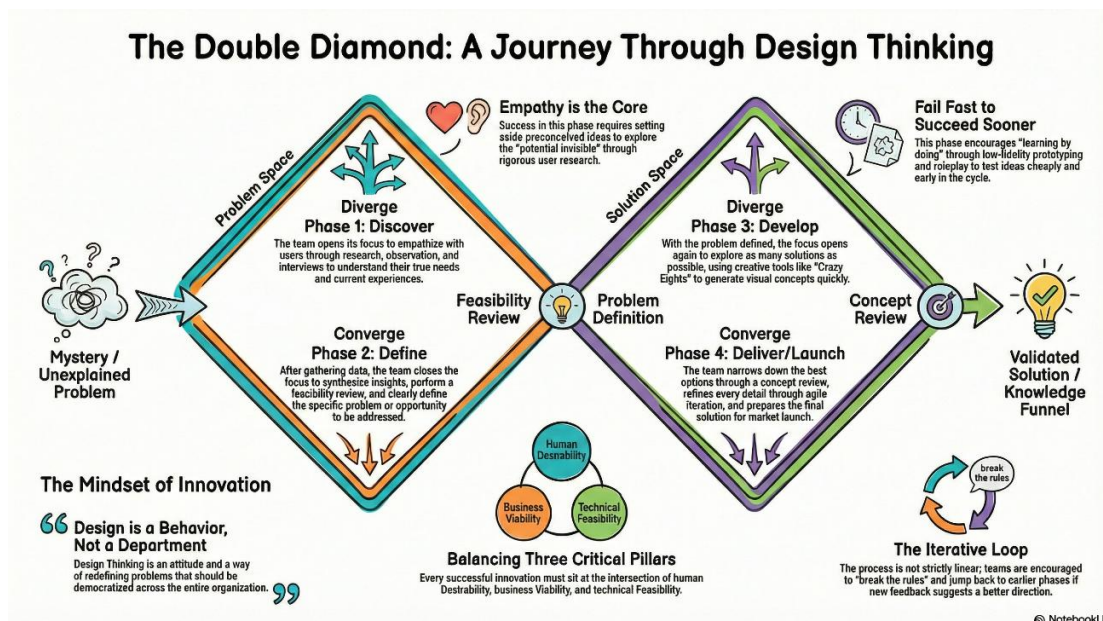 The Double Diamond: A Journey Through Design Thinking
Empathy is the Core
Success in this phase requires setting
sside preconceived ideas to explore
the "potential invisible" through
rigorous user research.
Fail Fast to
Succeed Sooner
This phase encourages "learning by
doing" through low-lidelity prototyping
and roieplay to test ideas cheaply and
early in the cycle.
Problem Space
Solution Space
Diverge
Phase 1: Discover
The team opens its focus to empathize with
users through research, observation, and
interviews to understand their true needs
and current experiences.
Diverge
Phase 3: Develop
With the problem defined, the focus opens
again to explore as many solutions as
possible, using creative tools like "Crazy
Eights" to generate visual concepts quickly.
Mystery /
Unexplained
Problem
Feasibility
Review
Problem
Definition
Concept
Review
Validated
Solution /
Knowledge
Funnel
Converge
Phase 2: Define
After gathering data, the team closes the
focus to synthesize insights, porform a
feacibility review, and clearly define
the specific problem or opportunity
to be addressed.
Converge
Phase 4: Deliver/Launch
The team narrows down the best
options through a concept review,
refines every detail through agile
iteration, and prepares the final
solution for market launch.
The Mindset of Innovation
Design is a Behavior,
Not a Department
Design Thinking is an attitude and a way
of redefining problems that should be
democratized across the entire organization.
Human
Desnability
Business
Viability
Technical
Feasibility
Balancing Three Critical Pillars
Every successful innovation must sit at the intersection of human
Destrability, business Viability, and technical Feasibility.
break
the rules
The Iterative Loop
The process is not strictly linear; teams are encouraged
to "break the rules" and jump back to earlier phases if
new feedback suggests a better direction.